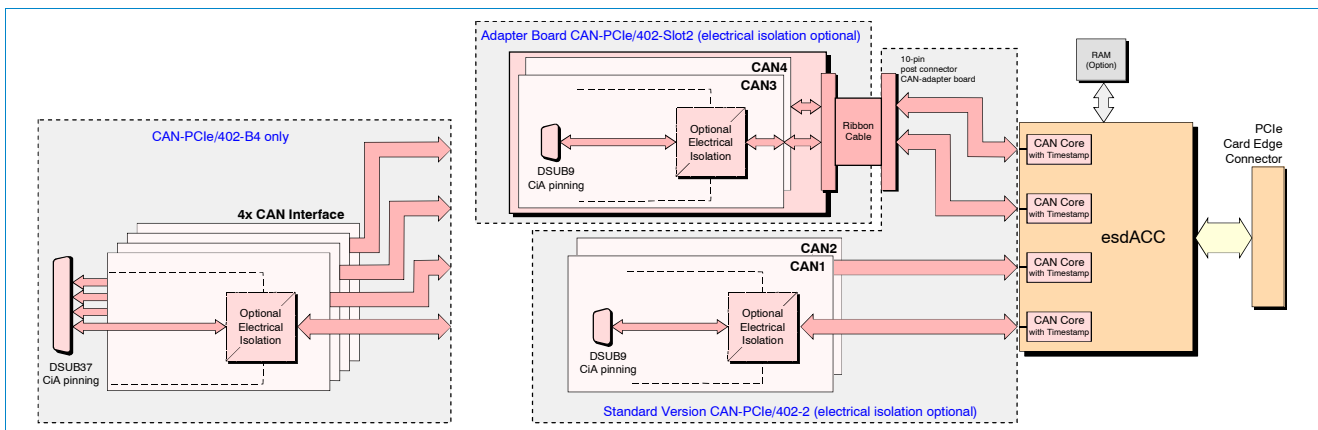 CAN-PCIe/402-B4 only
4x CAN Interface
Optional
Electrical
Isolation
DSUB37
CiA pinning
Adapter Board CAN-PCIe/402-Slot2 (electrical isolation optional)
CAN4
CAN3
Optional
Electrical
Isolation
DSUB9
CiA pinning
Ribbon
Cable
10-pin
post connector
CAN-adapter board
CAN2
CAN1
Optional
Electrical
Isolation
DSUB9
CiA pinning
Standard Version CAN-PCIe/402-2 (electrical isolation optional)
RAM
(Option)
CAN Core
with Timestamp
CAN Core
with Timestamp
CAN Core
with Timestamp
CAN Core
with Timestamp
esdACC
PCIe
Card Edge
Connector